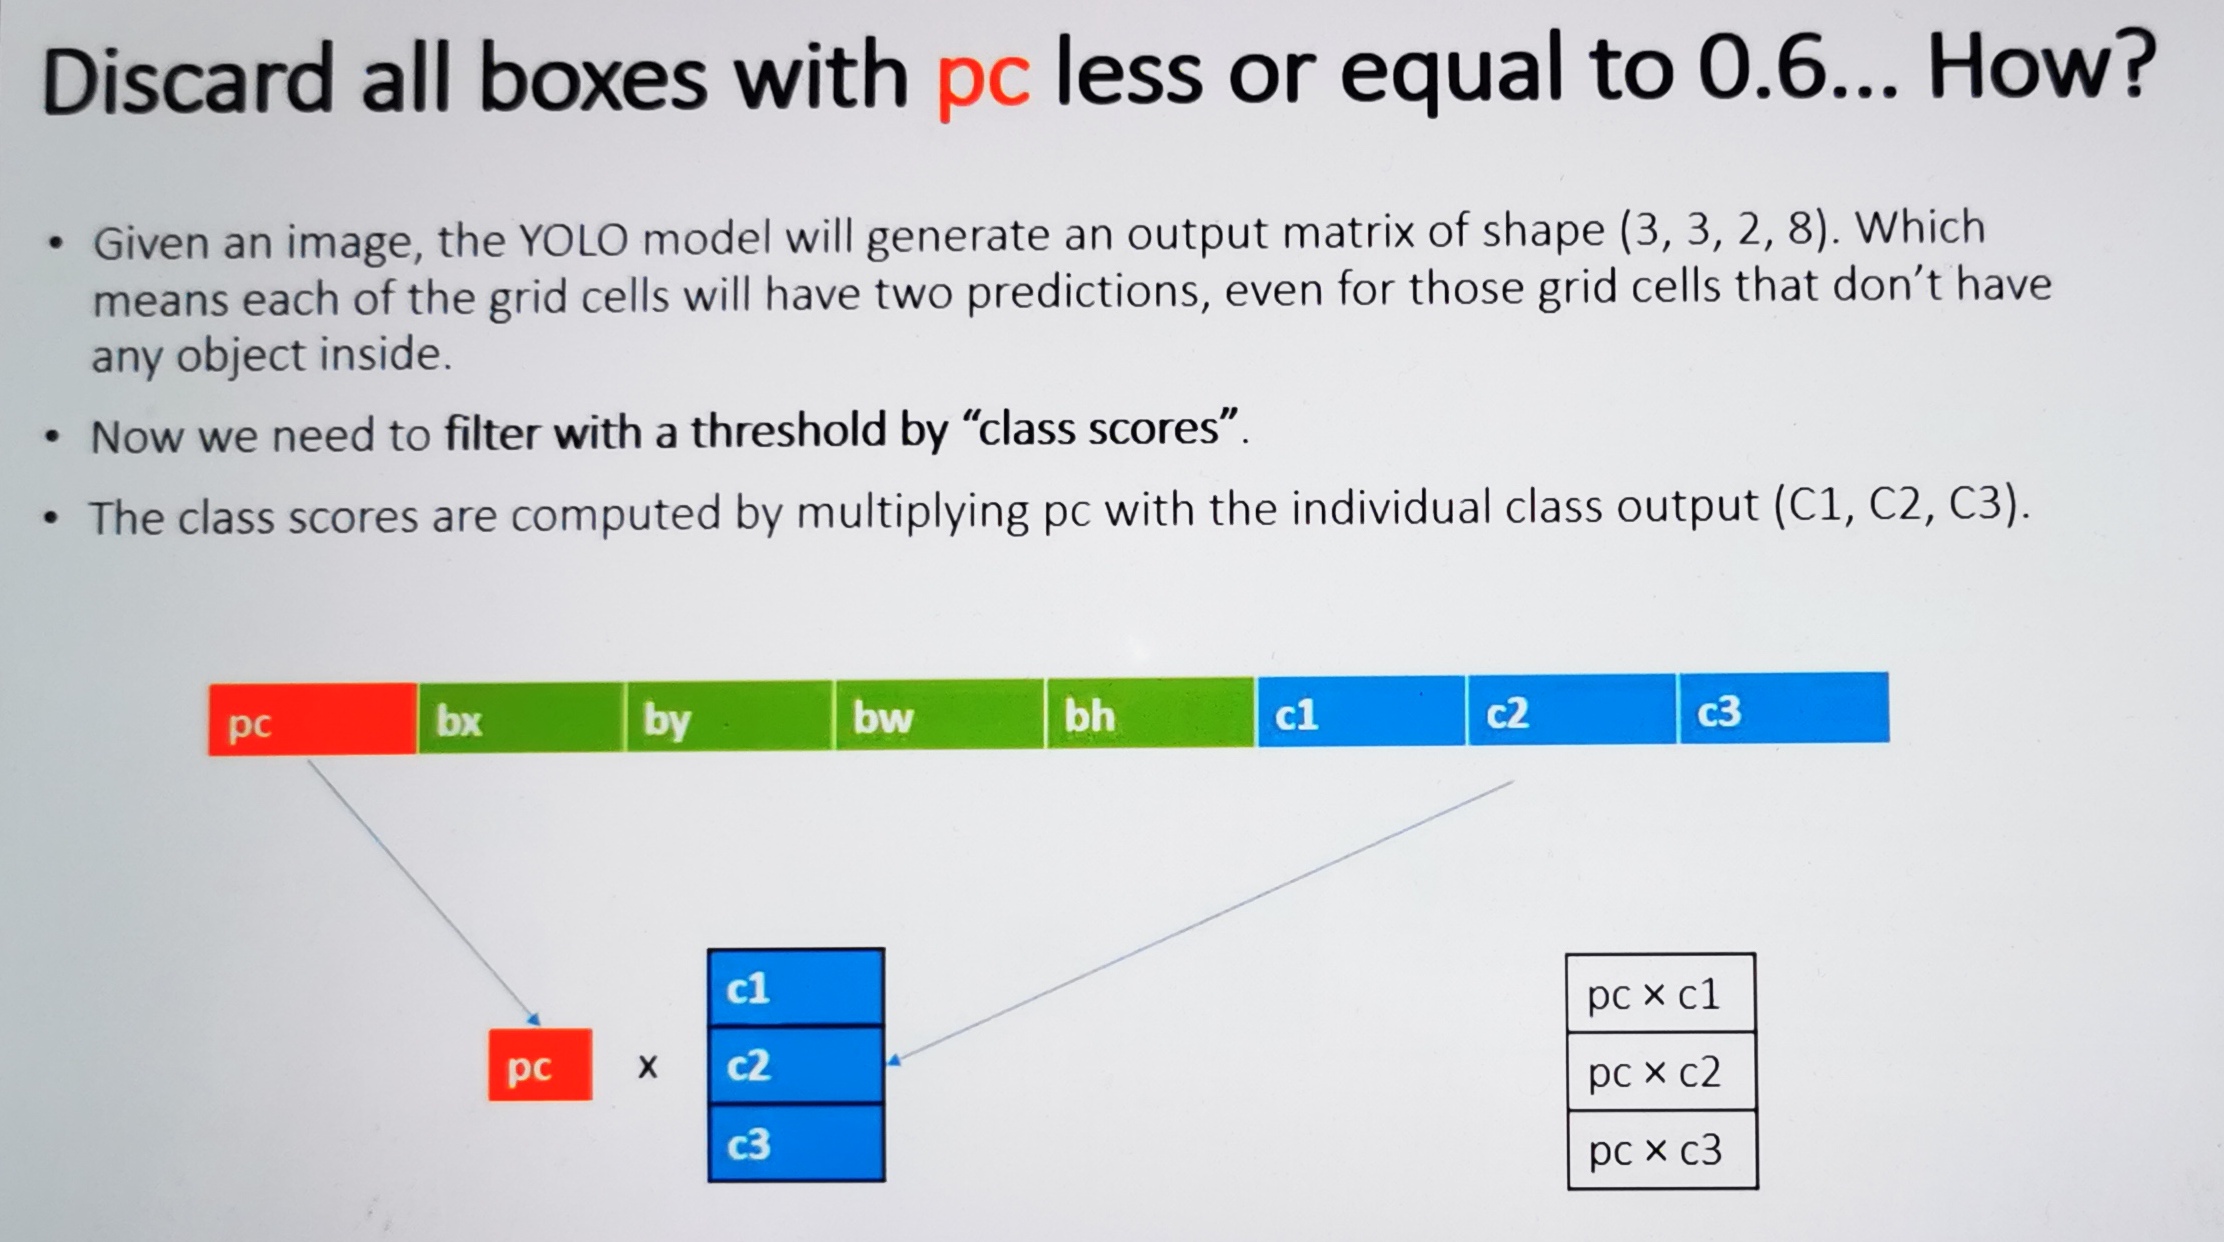 Discard all boxes with pc less or equal to 0.6... How?
• Given an image, the YOLO model will generate an output matrix of shape (3, 3, 2, 8). Which
means each of the grid cells will have two predictions, even for those grid cells that don’t have
any object inside.
• Now we need to filter with a threshold by “class scores”.
• The class scores are computed by multiplying pc with the individual class output (C1, C2, C3).
pc bx by bw bh c1 c2 c3
c1
pc x c2
c3
pc × c1
pc × c2
pc × c3